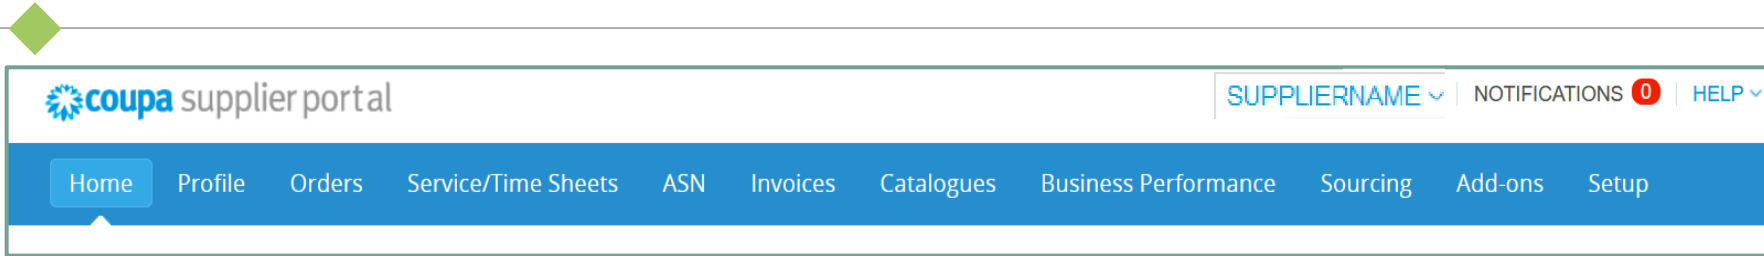 coupa supplier portal
SUPPLIERNAME
NOTIFICATIONS 0
HELP
Home Profile Orders Service/Time Sheets ASN Invoices Catalogues Business Performance Sourcing Add-ons Setup